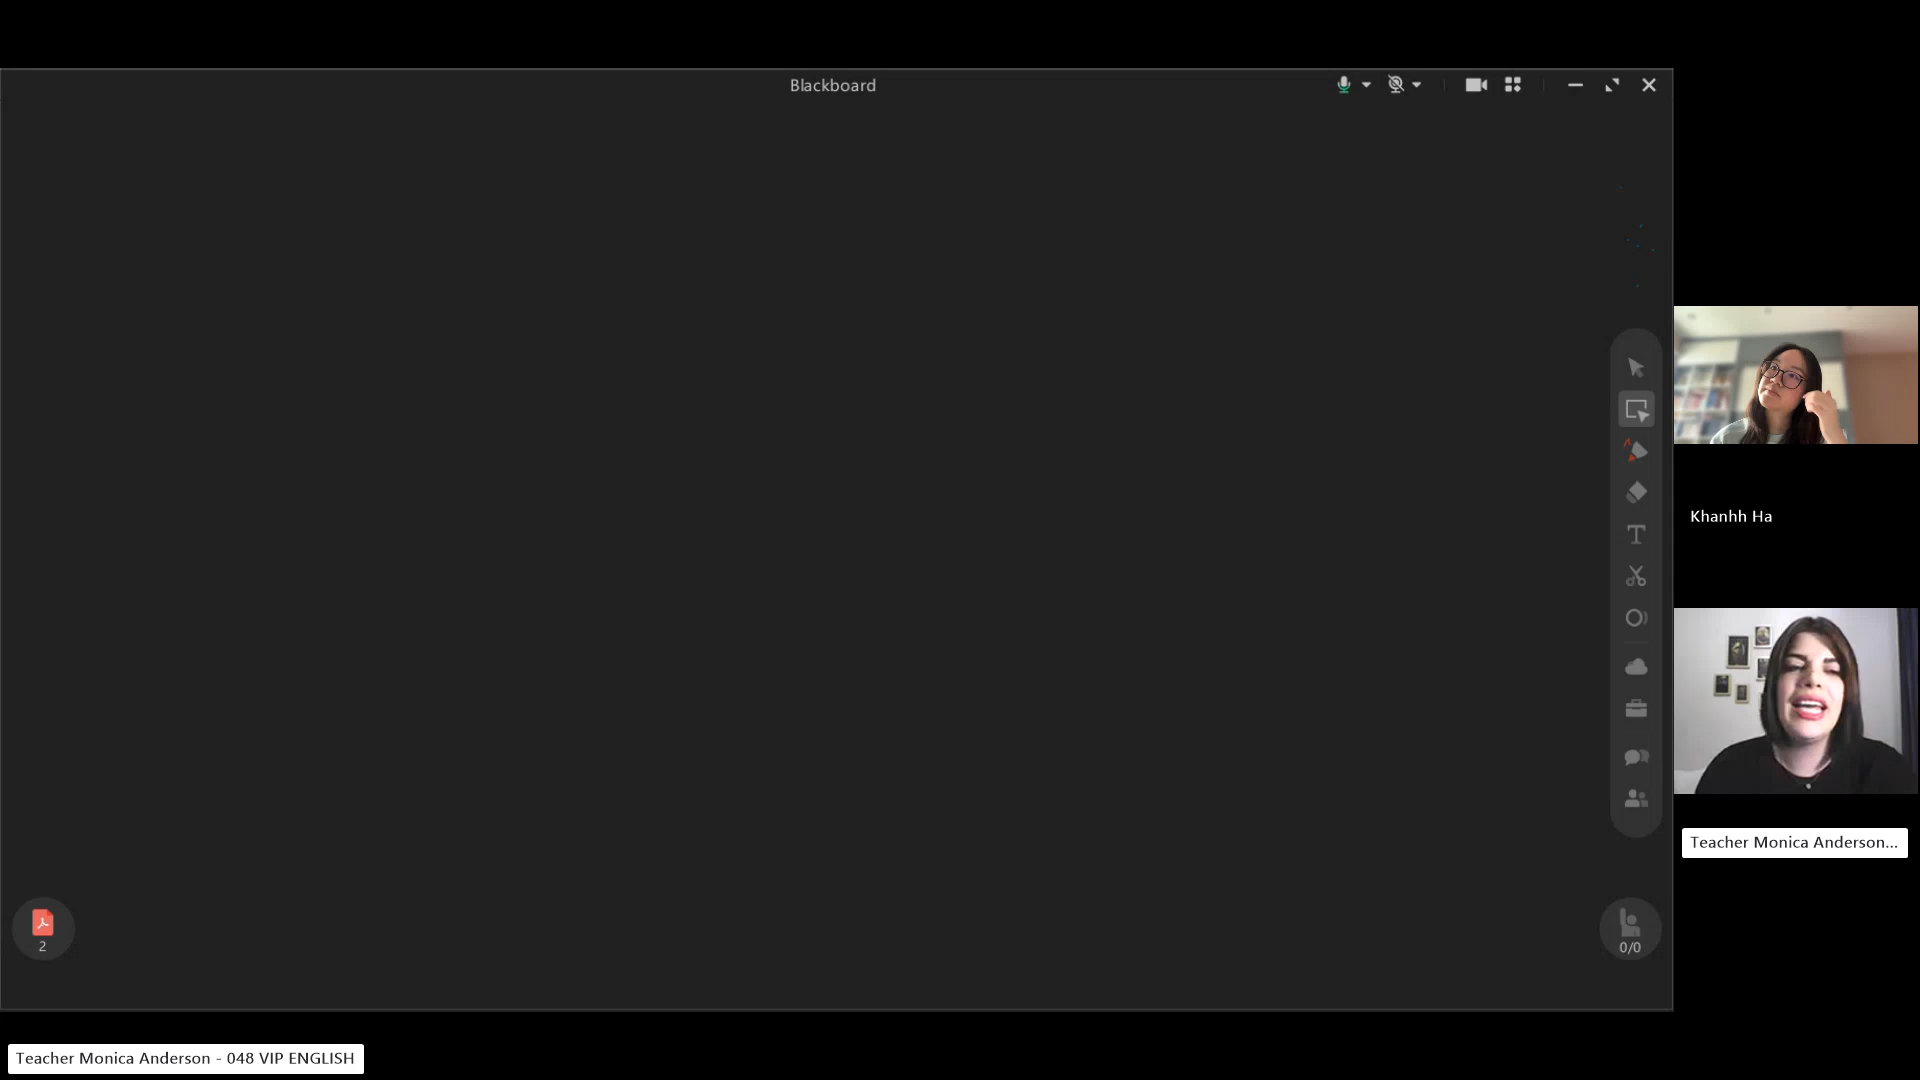 Blackboard
Khanhh Ha
Teacher Monica Anderson...
2
0/0
Teacher Monica Anderson - 048 VIP ENGLISH